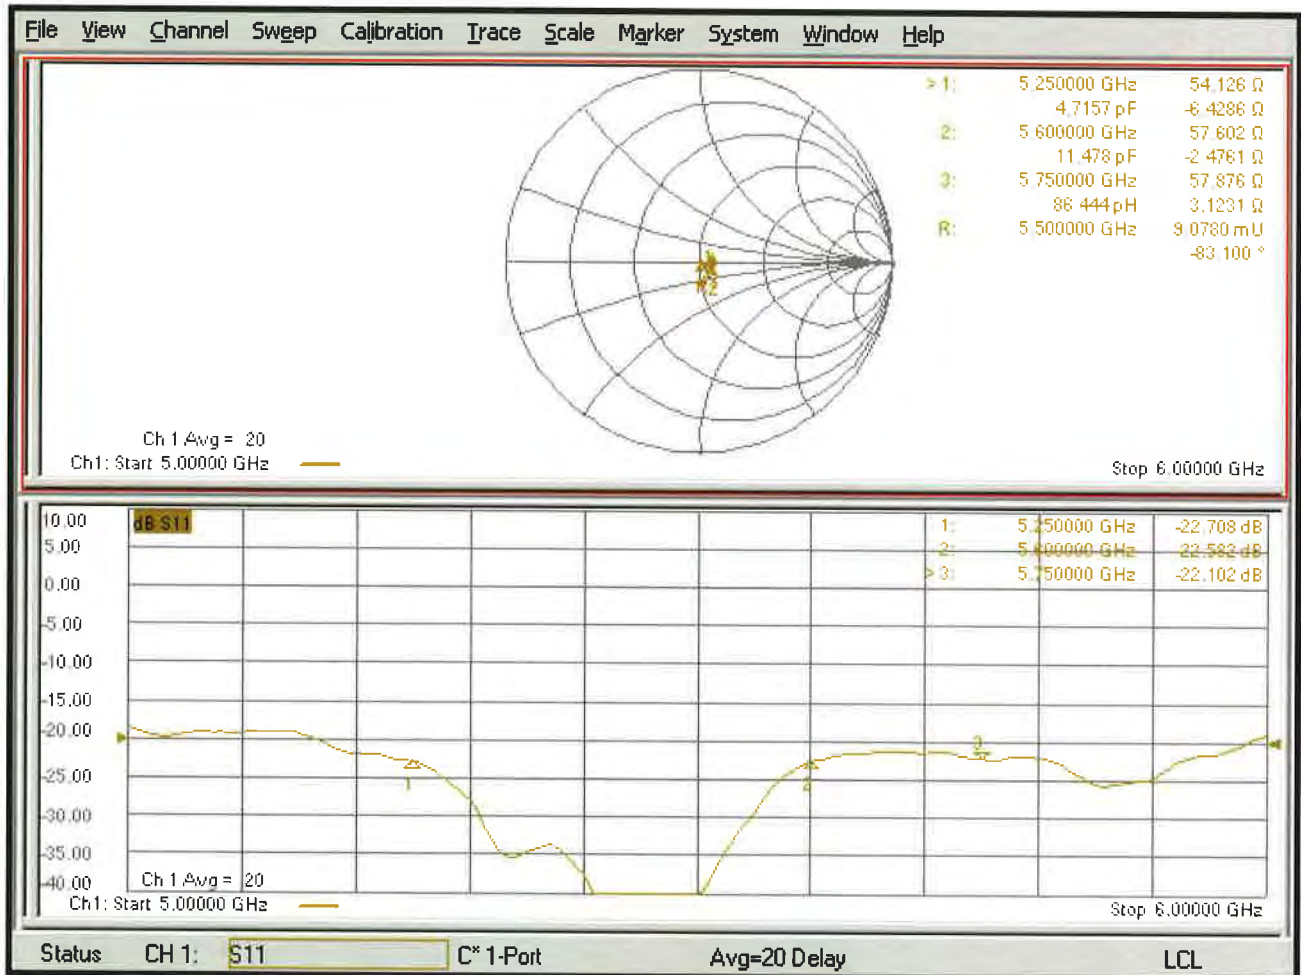 File View Channel Sweep Calibration Trace Scale Marker System Window Help
> 1: 5.250000 GHz 54.126 Ω
4.7157 pF -6.4286 Ω
2: 5.600000 GHz 57.602 Ω
11.478 pF -2.4761 Ω
3: 5.750000 GHz 57.876 Ω
86.444 pH 3.1231 Ω
R: 5.500000 GHz 9.0780 mU
-83.100 °
2
Ch 1 Avg = 20
Ch1: Start 5.00000 GHz
Stop 6.00000 GHz
10.00
dB S11
1: 5.250000 GHz -22.708 dB
5.00
2: 5.600000 GHz -22.582 dB
> 3: 5.750000 GHz -22.102 dB
0.00
-5.00
-10.00
-15.00
-20.00
3
-25.00
1
2
-30.00
-35.00
-40.00
Ch 1 Avg = 20
Ch1: Start 5.00000 GHz
Stop 6.00000 GHz
Status CH 1: S11 C* 1-Port Avg=20 Delay LCL